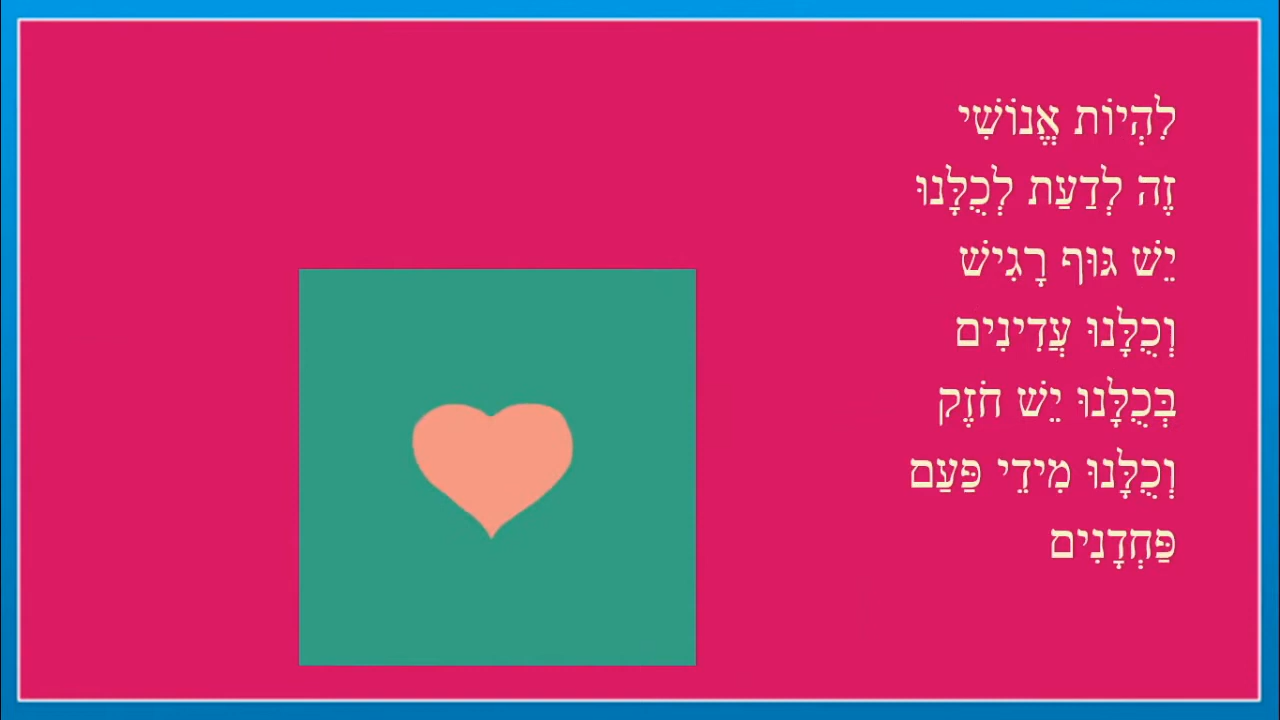 לִהְיוֹת אֱנוֹשִׁי
זֶה לְדַעַת לְכֻלָּנוּ
יֵשׁ גּוּף רָגִישׁ
וְכֻלָּנוּ עֲדִינִים
בְּכֻלָּנוּ יֵשׁ חֹזֶק
וְכֻלָּנוּ מִידֵי פַּעַם
פַּחְדָנִים